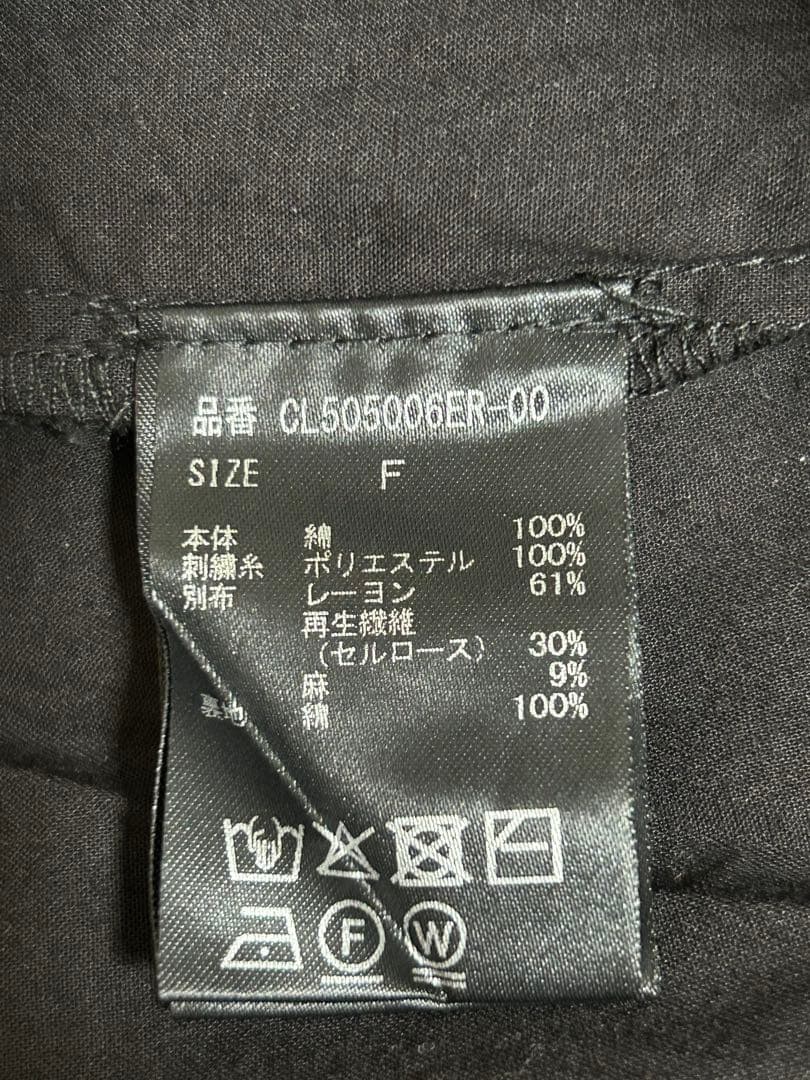 品番 CL505006ER-00
SIZE F
本体 綿 100%
刺繍糸 ポリエステル 100%
別布 レーヨン 61%
再生繊維
(セルロース) 30%
麻 9%
裏地 綿 100%
F W